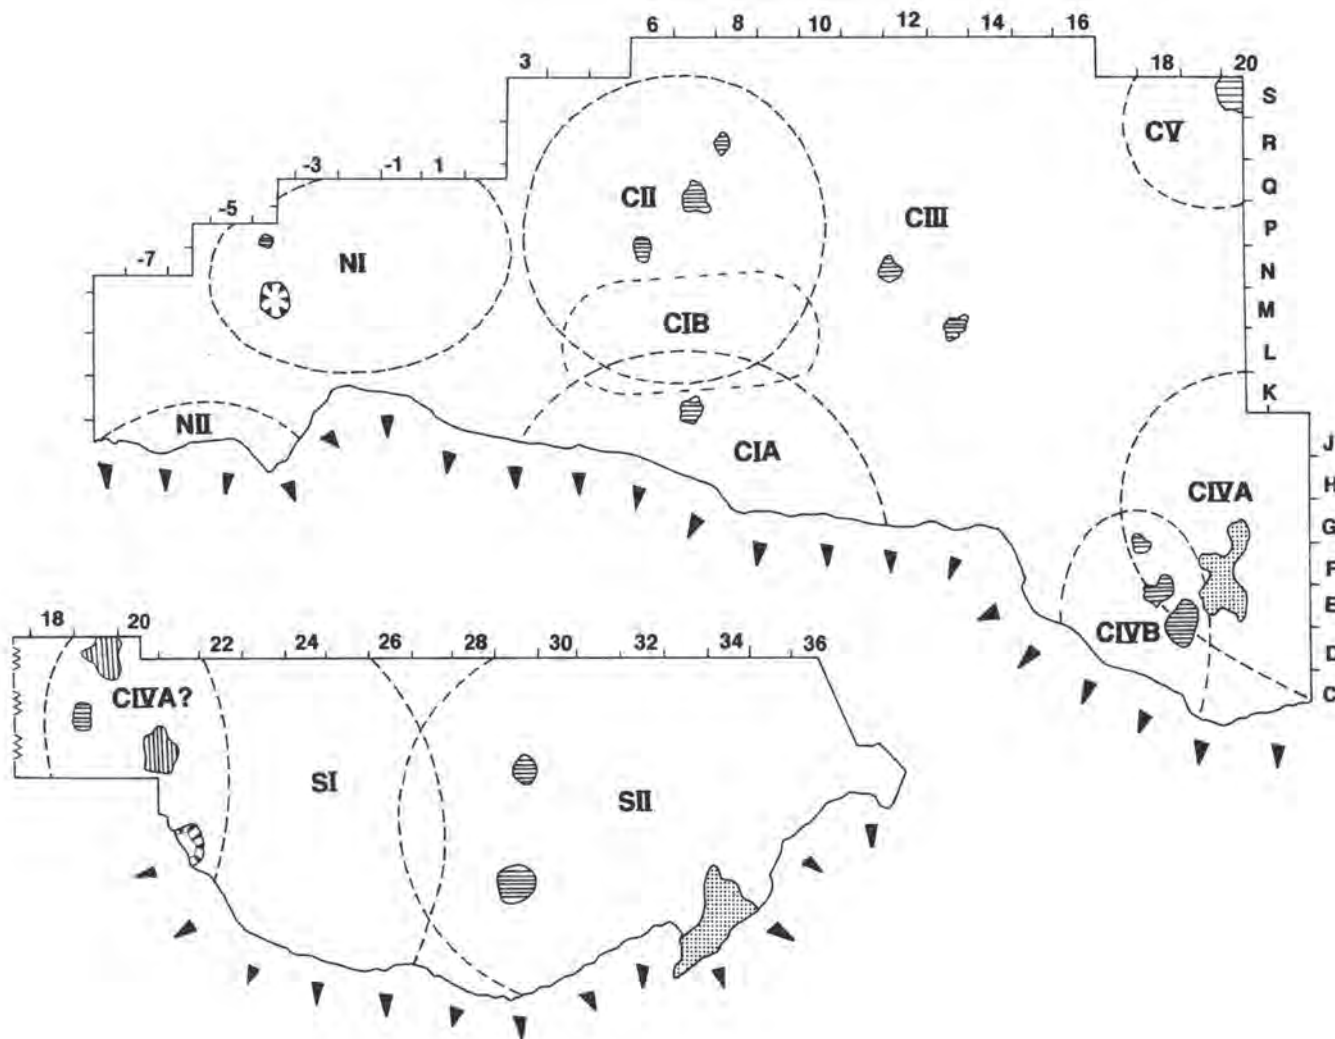 6 8 10 12 14 16
3 18 20
S
CV
R
-3 -1 1
Q
-5 CII CIII
P
NI
-7
N
M
CIB
L
K
NII
CIA
J
CIVA
H
G
F
E
CIVB
D
C
18 20 22 24 26 28 30 32 34 36
CIVA?
SI SII